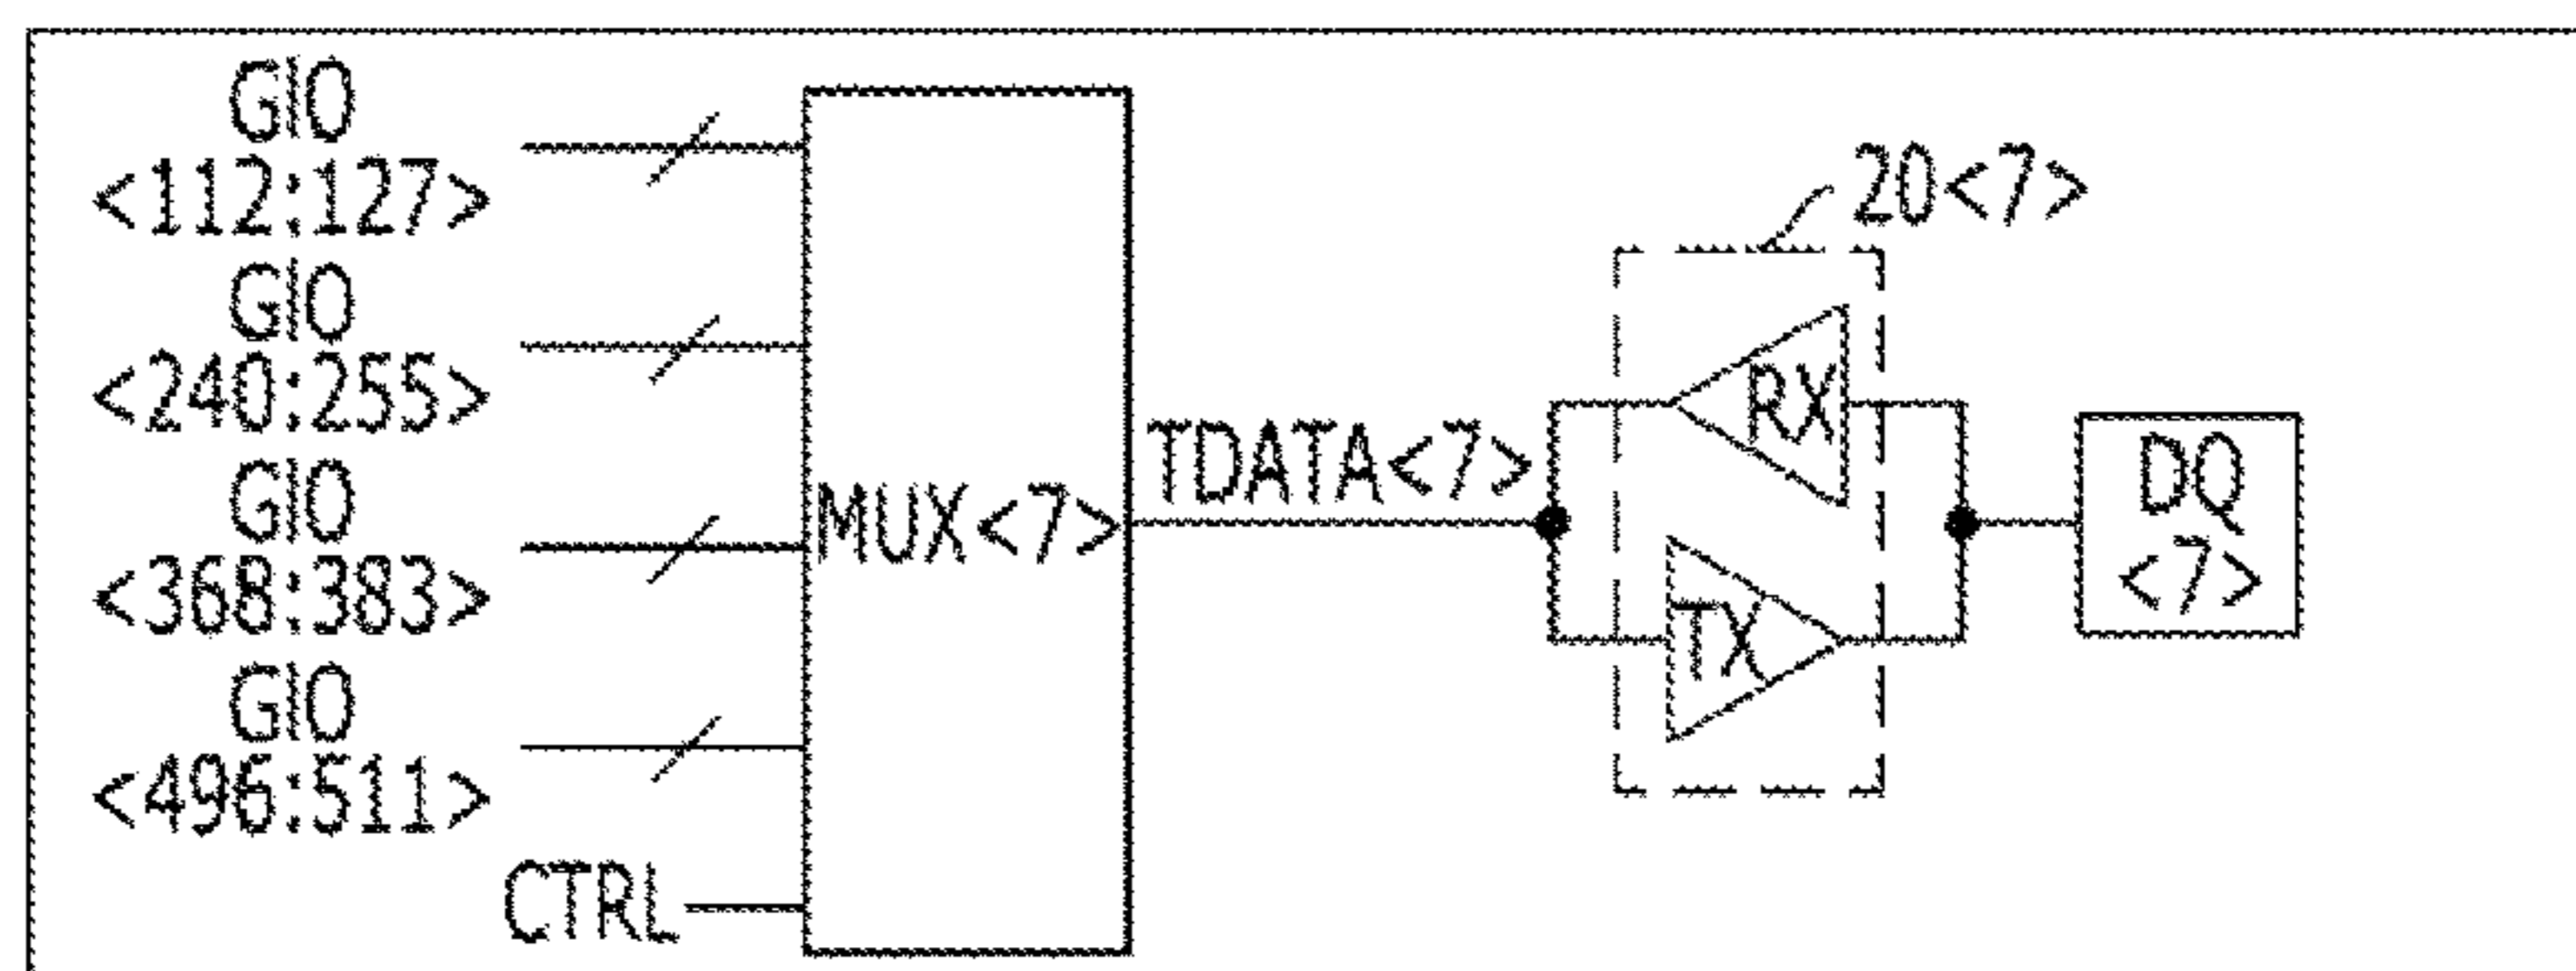 GIO
<112:127>
GIO
<240:255>
GIO
<368:383>
GIO
<496:511>
CTRL
MUX<7>
TDATA<7>
20<7>
RX
TX
DQ
<7>